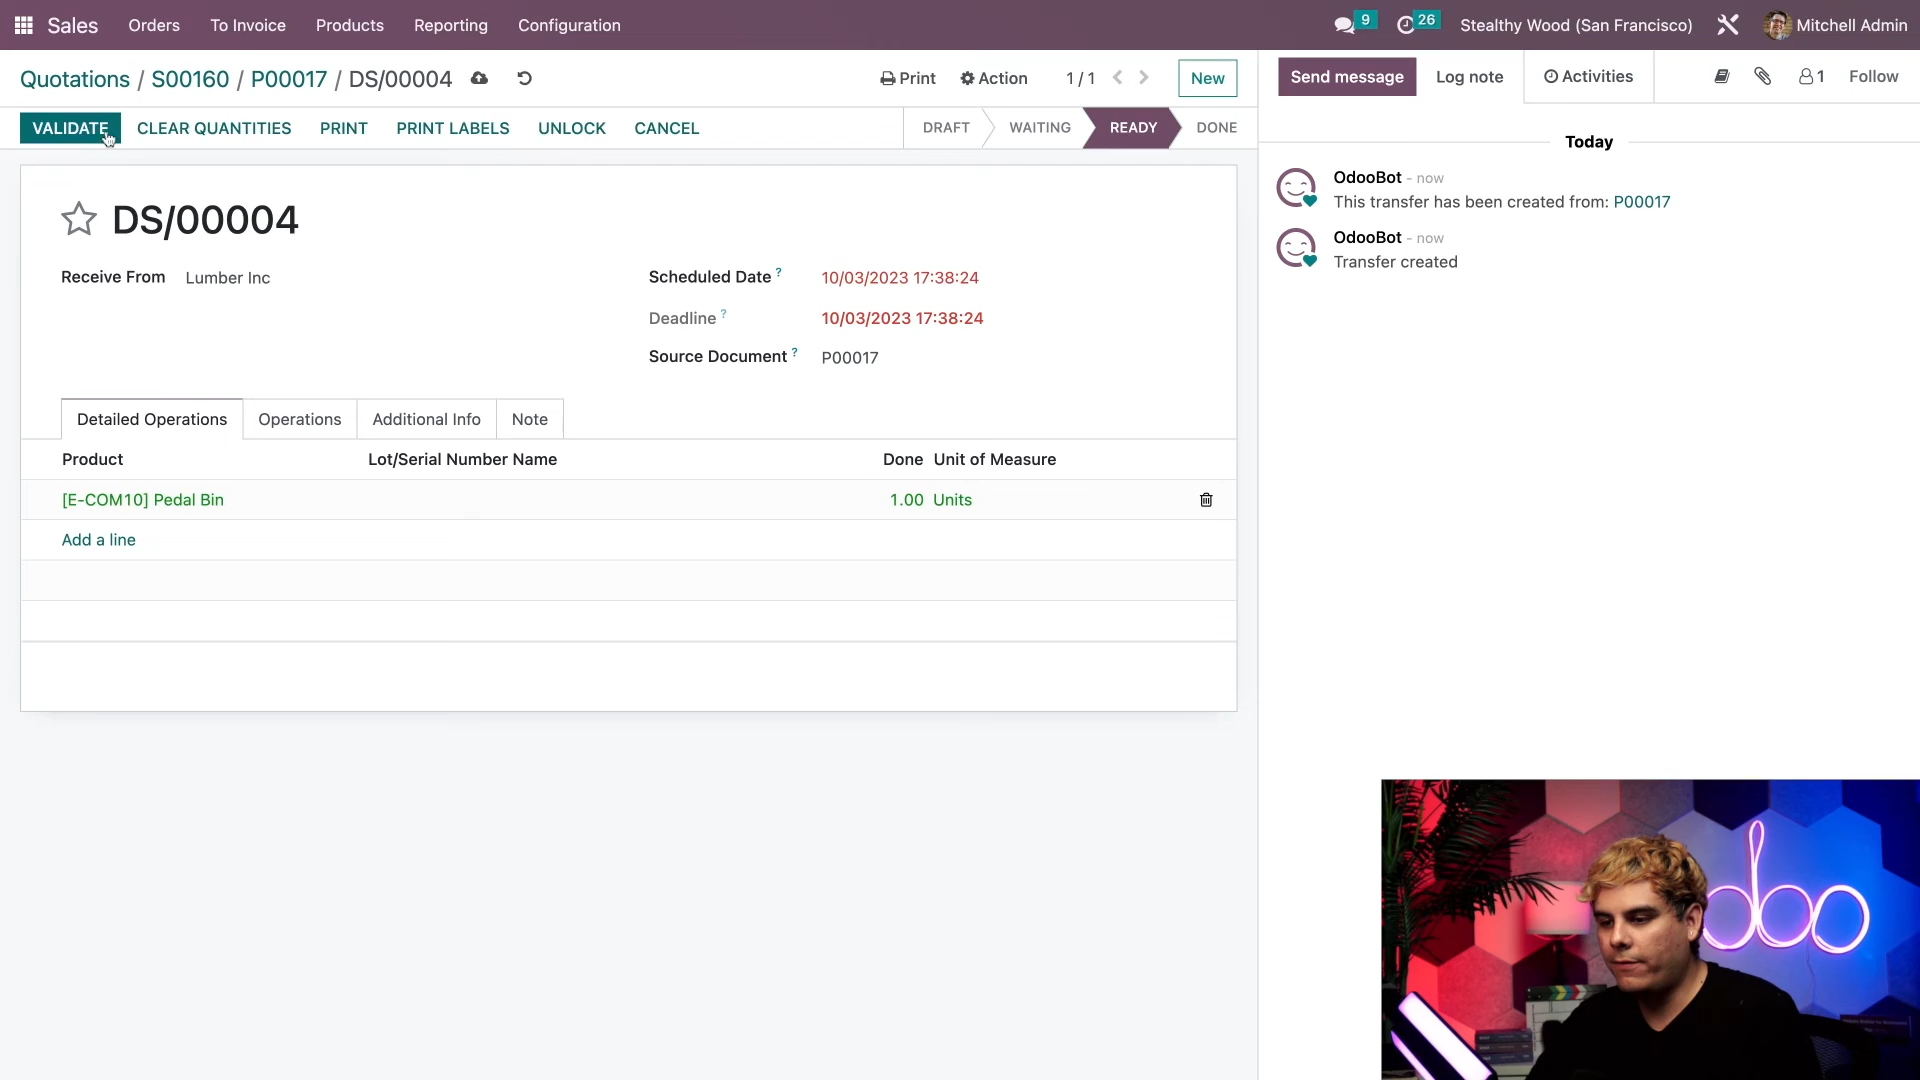 Sales Orders To Invoice Products Reporting Configuration 9 26 Stealthy Wood (San Francisco) Mitchell Admin
Quotations / S00160 / P00017 / DS/00004 Print Action 1 / 1 New
Send message Log note Activities 1 Follow
VALIDATE CLEAR QUANTITIES PRINT PRINT LABELS UNLOCK CANCEL DRAFT WAITING READY DONE
DS/00004
Receive From Lumber Inc
Scheduled Date ? 10/03/2023 17:38:24
Deadline ? 10/03/2023 17:38:24
Source Document ? P00017
Detailed Operations Operations Additional Info Note
Product Lot/Serial Number Name Done Unit of Measure
[E-COM10] Pedal Bin 1.00 Units
Add a line
Today
OdooBot - now
This transfer has been created from: P00017
OdooBot - now
Transfer created
odoo